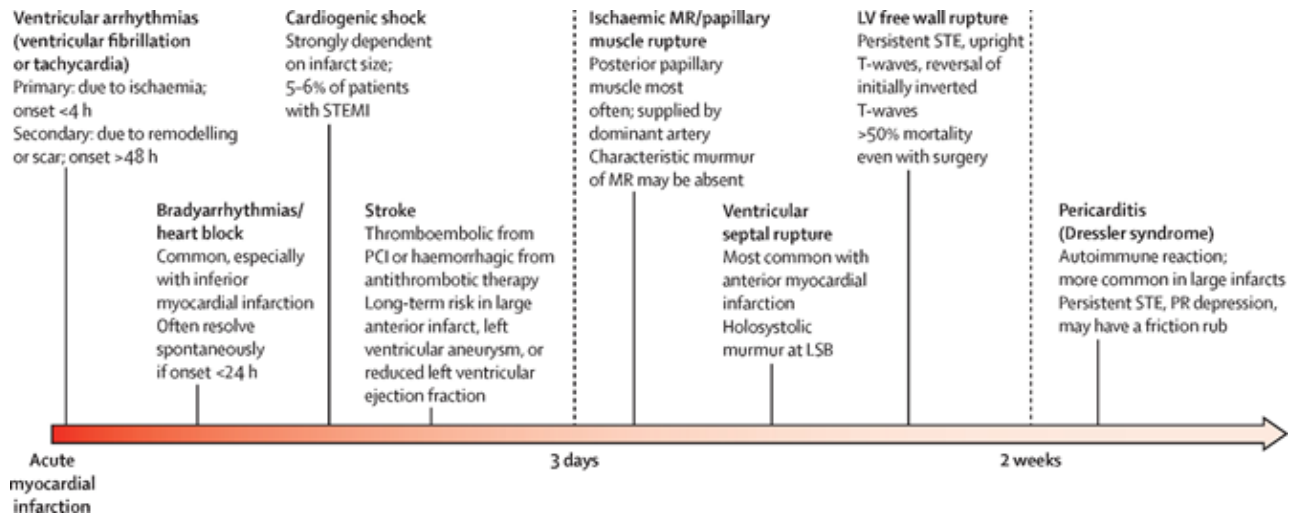 Ventricular arrhythmias
(ventricular fibrillation
or tachycardia)
Primary: due to ischaemia;
onset <4 h
Secondary: due to remodelling
or scar; onset >48 h
Bradyarrhythmias/
heart block
Common, especially
with inferior
myocardial infarction
Often resolve
spontaneously
if onset <24 h
Cardiogenic shock
Strongly dependent
on infarct size;
5-6% of patients
with STEMI
Stroke
Thromboembolic from
PCI or haemorrhagic from
antithrombotic therapy
Long-term risk in large
anterior infarct, left
ventricular aneurysm, or
reduced left ventricular
ejection fraction
Ischaemic MR/papillary
muscle rupture
Posterior papillary
muscle most
often; supplied by
dominant artery
Characteristic murmur
of MR may be absent
Ventricular
septal rupture
Most common with
anterior myocardial
infarction
Holosystolic
murmur at LSB
LV free wall rupture
Persistent STE, upright
T-waves, reversal of
initially inverted
T-waves
>50% mortality
even with surgery
Pericarditis
(Dressler syndrome)
Autoimmune reaction;
more common in large infarcts
Persistent STE, PR depression,
may have a friction rub
Acute
myocardial
infarction
3 days
2 weeks